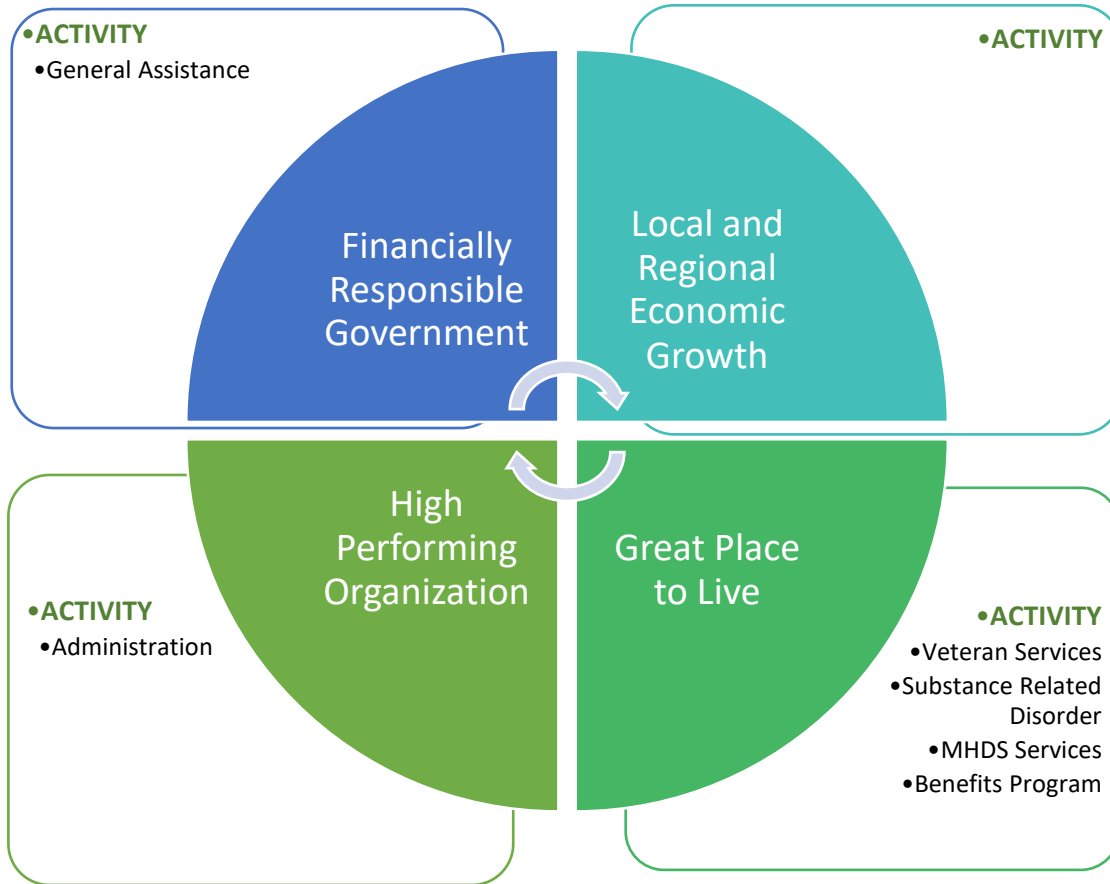 •ACTIVITY
•General Assistance
•ACTIVITY
Financially
Responsible
Government
Local and
Regional
Economic
Growth
High
Performing
Organization
Great Place
to Live
•ACTIVITY
•Administration
•ACTIVITY
•Veteran Services
•Substance Related
Disorder
•MHDS Services
•Benefits Program